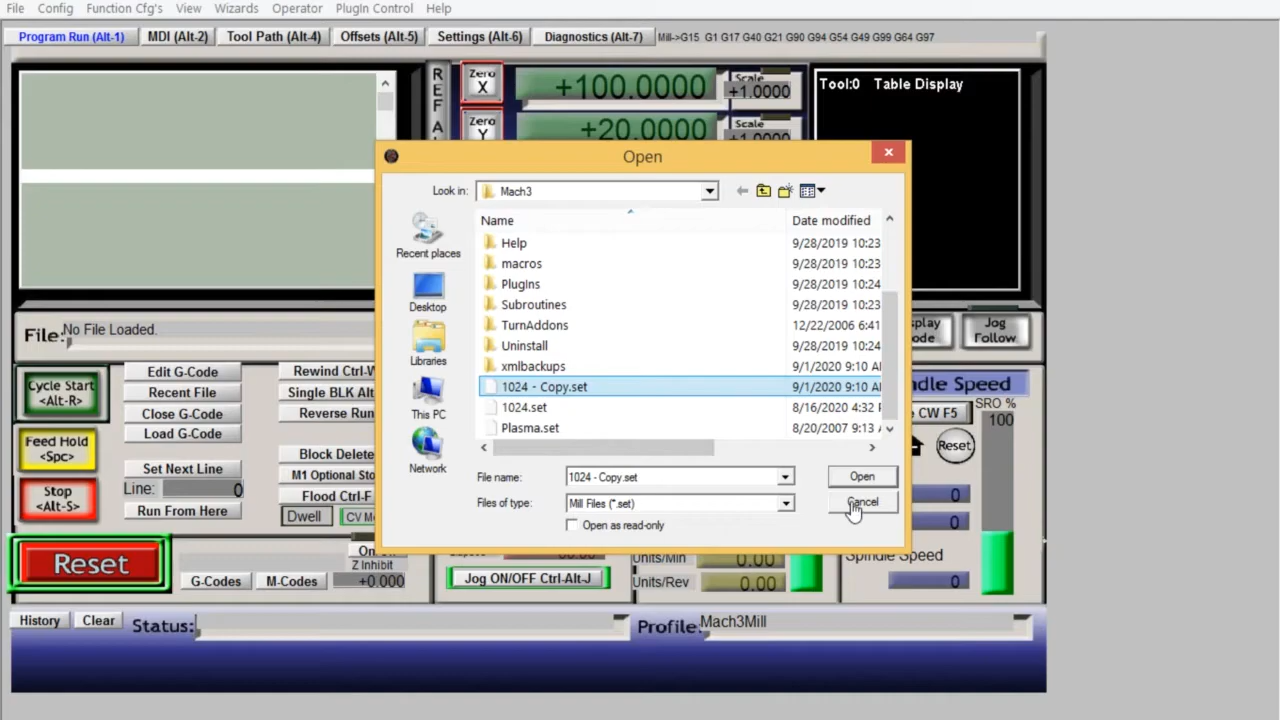 File Config Function Cfg's View Wizards Operator PlugIn Control Help
Program Run (Alt-1) MDI (Alt-2) Tool Path (Alt-4) Offsets (Alt-5) Settings (Alt-6) Diagnostics (Alt-7) Mill->G15 G1 G17 G40 G21 G90 G94 G54 G49 G99 G64 G97
REF A
Zero X +100.0000 Scale +1.0000
Zero Y +20.0000 Scale
Tool:0 Table Display
Open
Look in: Mach3
Name Date modified
Help 9/28/2019 10:23
macros 9/28/2019 10:23
PlugIns 9/28/2019 10:24
Subroutines 9/28/2019 10:23
TurnAddons 12/22/2006 6:41
Uninstall 9/28/2019 10:24
xmlbackups 9/1/2020 9:10
1024 - Copy.set 9/1/2020 9:10
1024.set 8/16/2020 4:32
Plasma.set 8/20/2007 9:13
Recent places
Desktop
Libraries
This PC
Network
File name: 1024 - Copy.set Open
Files of type: Mill Files (*.set) Cancel
Open as read-only
File: No File Loaded.
Cycle Start <Alt-R>
Feed Hold <Spc>
Stop <Alt-S>
Reset
Edit G-Code
Recent File
Close G-Code
Load G-Code
Set Next Line
Line: 0
Run From Here
Rewind Ctrl-W
Single BLK Alt
Reverse Run
Block Delete
M1 Optional Sto
Flood Ctrl-F
Dwell CV M
G-Codes M-Codes
On
Z Inhibit
+0.000
Jog ON/OFF Ctrl-Alt-J
Units/Min 0.00
Units/Rev 0.00
play ode
Jog Follow
ndle Speed
CW F5
SRO %
100
Reset
0
0
Spindle Speed
0
History Clear Status: Profile: Mach3Mill